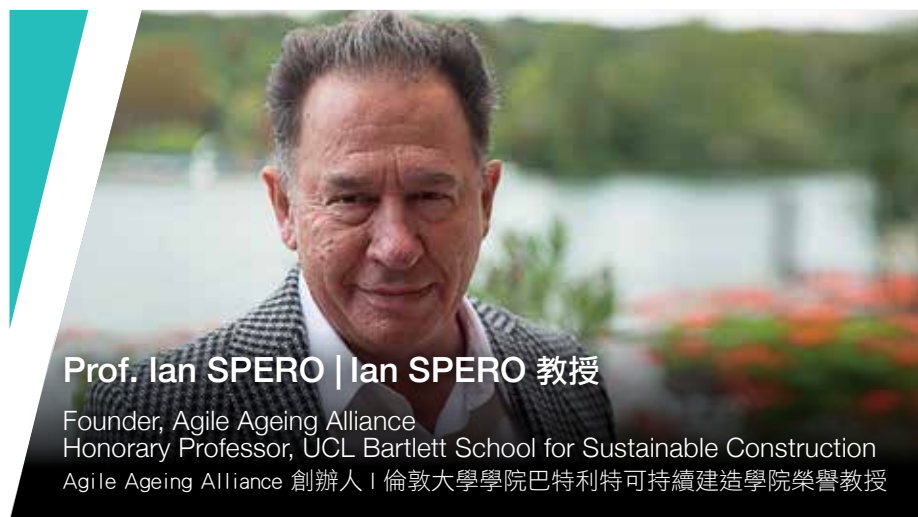 Prof. Ian SPERO | Ian SPERO 教授
Founder, Agile Ageing Alliance
Honorary Professor, UCL Bartlett School for Sustainable Construction
Agile Ageing Alliance 創辦人 | 倫敦大學學院巴特利特可持續建造學院榮譽教授